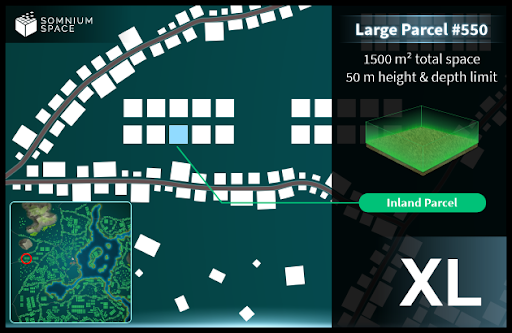 SOMNIUM
SPACE
Large Parcel #550
1500 m² total space
50 m height & depth limit
Inland Parcel
XL